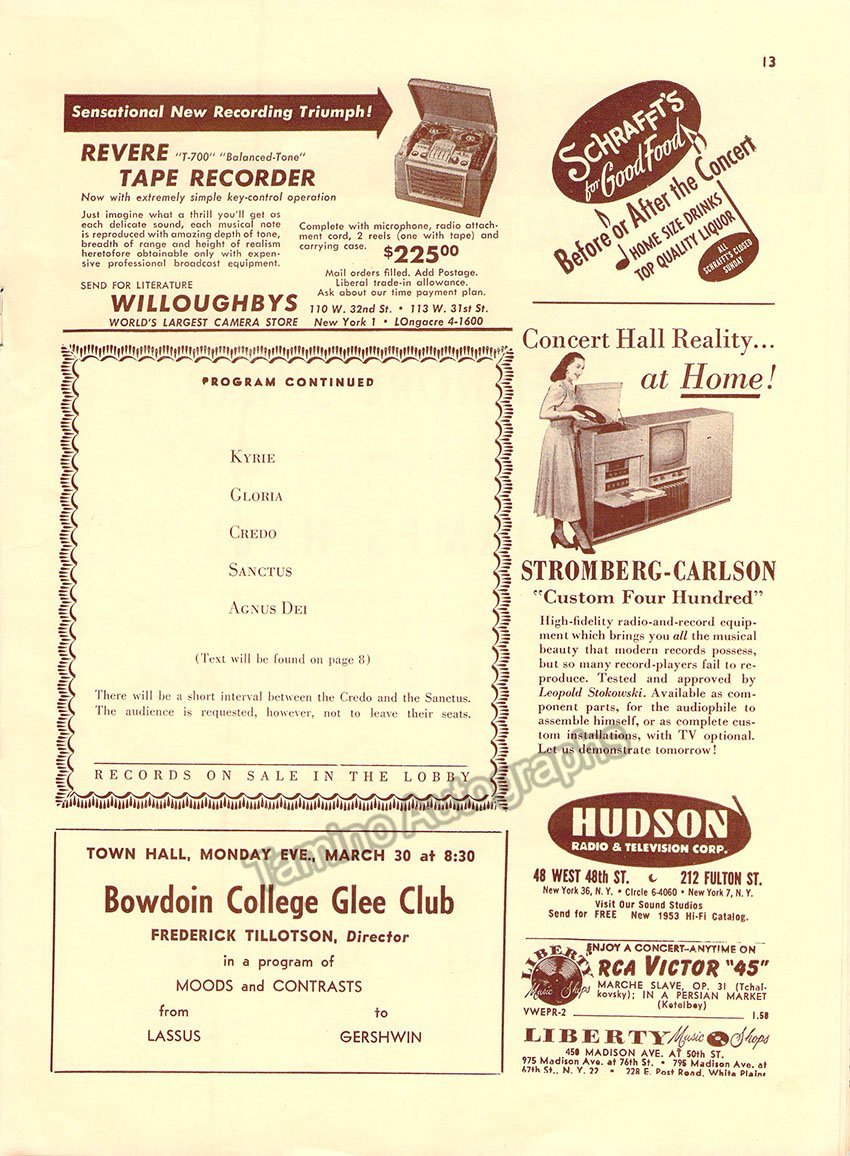 13
Sensational New Recording Triumph!
REVERE "T-700" "Balanced-Tone"
TAPE RECORDER
Now with extremely simple key-control operation
Just imagine what a thrill you'll get as
each delicate sound, each musical note
is reproduced with amazing depth of tone,
breadth of range and height of realism
heretofore obtainable only with expen-
sive professional broadcast equipment.
Complete with microphone, radio attach-
ment cord, 2 reels (one with tape) and
carrying case. $225⁰⁰
Mail orders filled. Add Postage.
Liberal trade-in allowance.
Ask about our time payment plan.
SEND FOR LITERATURE
WILLOUGHBYS
WORLD'S LARGEST CAMERA STORE
110 W. 32nd St. • 113 W. 31st St.
New York 1 • LOngacre 4-1600
SCHRAFFT'S
for Good Food
Before or After the Concert
HOME SIZE DRINKS
TOP QUALITY LIQUOR
ALL
SCHRAFFT'S CLOSED
SUNDAY
PROGRAM CONTINUED
KYRIE
GLORIA
CREDO
SANCTUS
AGNUS DEI
(Text will be found on page 8)
There will be a short interval between the Credo and the Sanctus.
The audience is requested, however, not to leave their seats.
RECORDS ON SALE IN THE LOBBY
Concert Hall Reality...
at Home!
STROMBERG-CARLSON
"Custom Four Hundred"
High-fidelity radio-and-record equip-
ment which brings you all the musical
beauty that modern records possess,
but so many record-players fail to re-
produce. Tested and approved by
Leopold Stokowski. Available as com-
ponent parts, for the audiophile to
assemble himself, or as complete cus-
tom installations, with TV optional.
Let us demonstrate tomorrow!
HUDSON
RADIO & TELEVISION CORP.
48 WEST 48th ST. 212 FULTON ST.
New York 36, N. Y. • CIrcle 6-4060 • New York 7, N. Y.
Visit Our Sound Studios
Send for FREE New 1953 Hi-Fi Catalog.
TOWN HALL, MONDAY EVE., MARCH 30 at 8:30
Bowdoin College Glee Club
FREDERICK TILLOTSON, Director
in a program of
MOODS and CONTRASTS
from to
LASSUS GERSHWIN
ENJOY A CONCERT—ANYTIME ON
LIBERTY
Music Shops
RCA VICTOR "45"
MARCHE SLAVE, OP. 31 (Tchai-
kovsky); IN A PERSIAN MARKET
(Ketelbey)
VWEPR-2 1.58
LIBERTY Music Shops
450 MADISON AVE. AT 50th ST.
975 Madison Ave. at 76th St. • 795 Madison Ave. at
67th St., N. Y. 22 • 228 E. Post Road, White Plains
Tamino Autographs